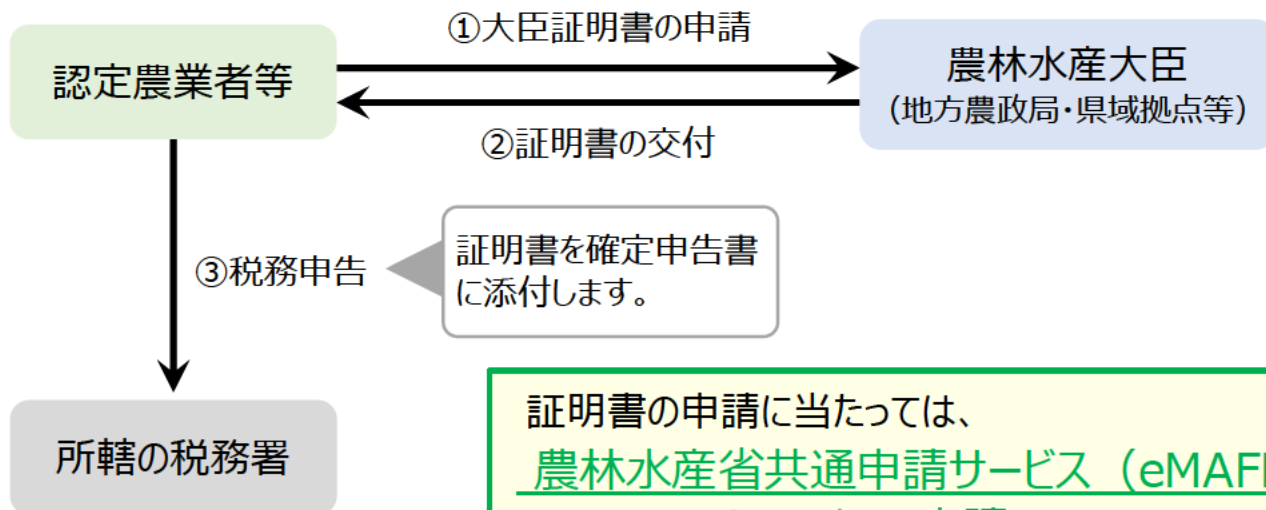 ①大臣証明書の申請
認定農業者等
農林水産大臣
（地方農政局・県域拠点等）
②証明書の交付
③税務申告
証明書を確定申告書
に添付します。
所轄の税務署
証明書の申請に当たっては、
農林水産省共通申請サービス（eMAFF